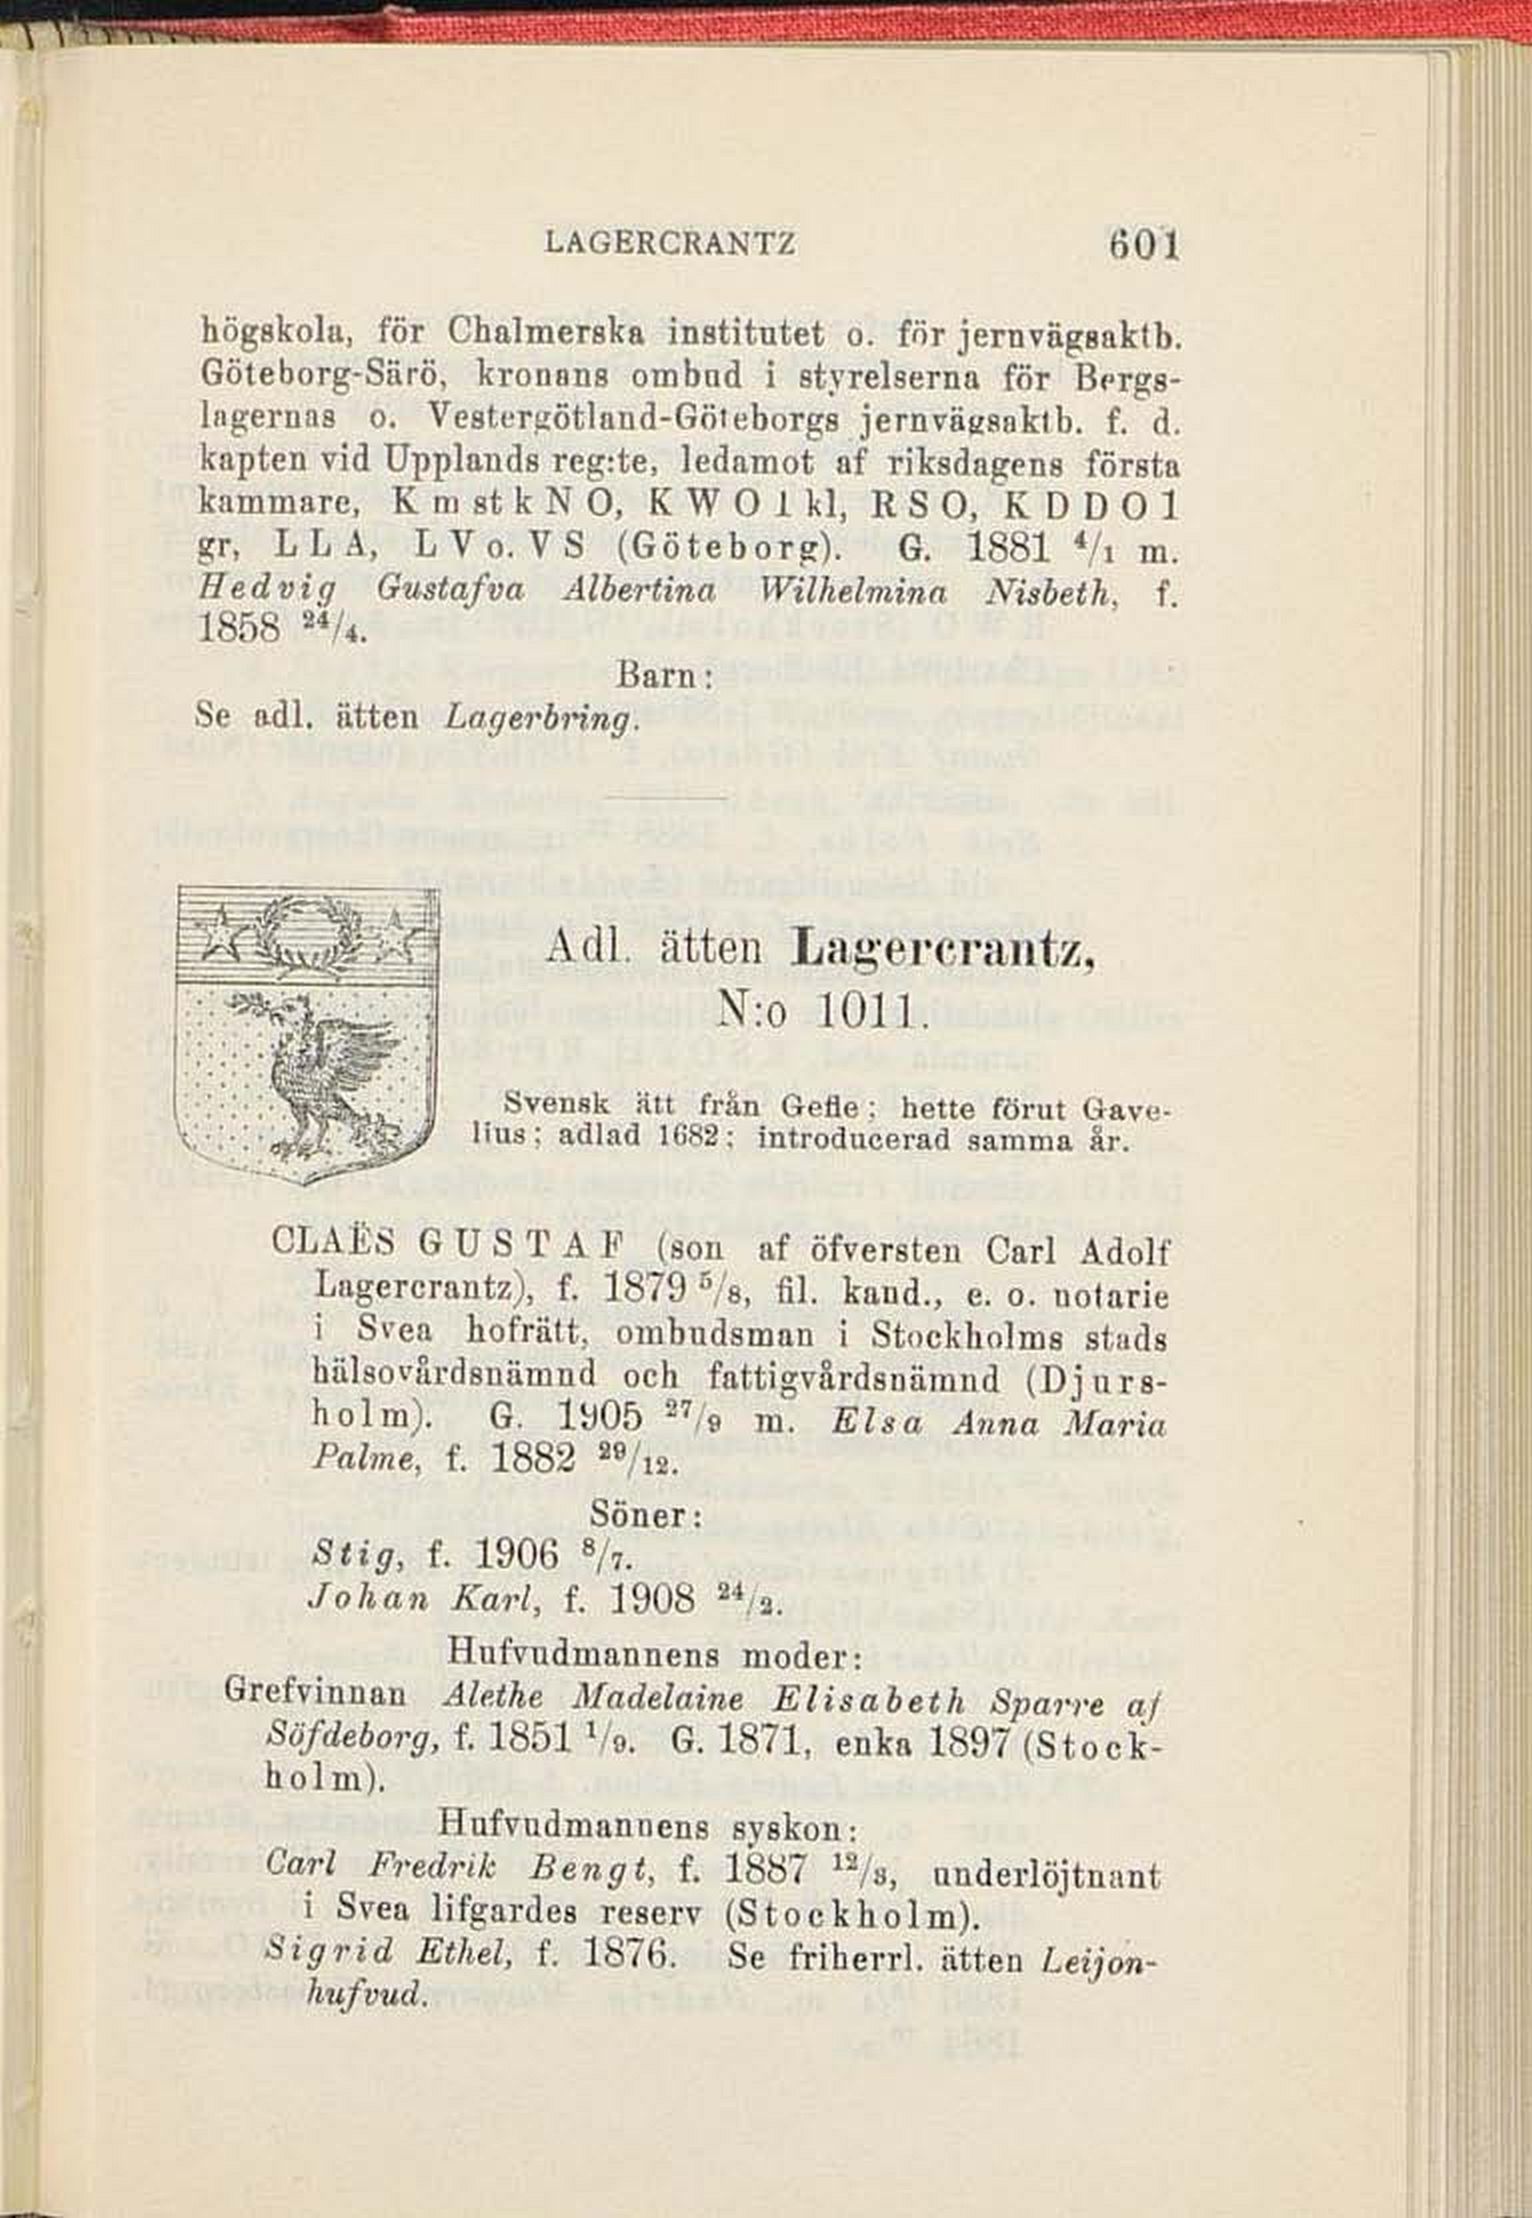 LAGERCRANTZ 601
högskola, för Chalmerska institutet o. för jernvägsaktb.
Göteborg-Särö, kronans ombud i styrelserna för Bergs-
lagernas o. Vestergötland-Göteborgs jernvägsaktb. f. d.
kapten vid Upplands reg:te, ledamot af riksdagens första
kammare, K m st k N O, K W O 1 kl, R S O, K D D O 1
gr, L L A, L V o. V S (Göteborg). G. 1881 4/1 m.
Hedvig Gustafva Albertina Wilhelmina Nisbeth, f.
1858 24/4.
Barn:
Se adl. ätten Lagerbring.
Adl. ätten Lagercrantz,
N:o 1011.
Svensk ätt från Gefle; hette förut Gave-
lius; adlad 1682; introducerad samma år.
CLAËS GUSTAF (son af öfversten Carl Adolf
Lagercrantz), f. 1879 5/8, fil. kand., e. o. notarie
i Svea hofrätt, ombudsman i Stockholms stads
hälsovårdsnämnd och fattigvårdsnämnd (Djurs-
holm). G. 1905 27/9 m. Elsa Anna Maria
Palme, f. 1882 29/12.
Söner:
Stig, f. 1906 8/7.
Johan Karl, f. 1908 24/2.
Hufvudmannens moder:
Grefvinnan Alethe Madelaine Elisabeth Sparre af
Söfdeborg, f. 1851 1/9. G. 1871, enka 1897 (Stock-
holm).
Hufvudmannens syskon:
Carl Fredrik Bengt, f. 1887 12/3, underlöjtnant
i Svea lifgardes reserv (Stockholm).
Sigrid Ethel, f. 1876. Se friherrl. ätten Leijon-
hufvud.